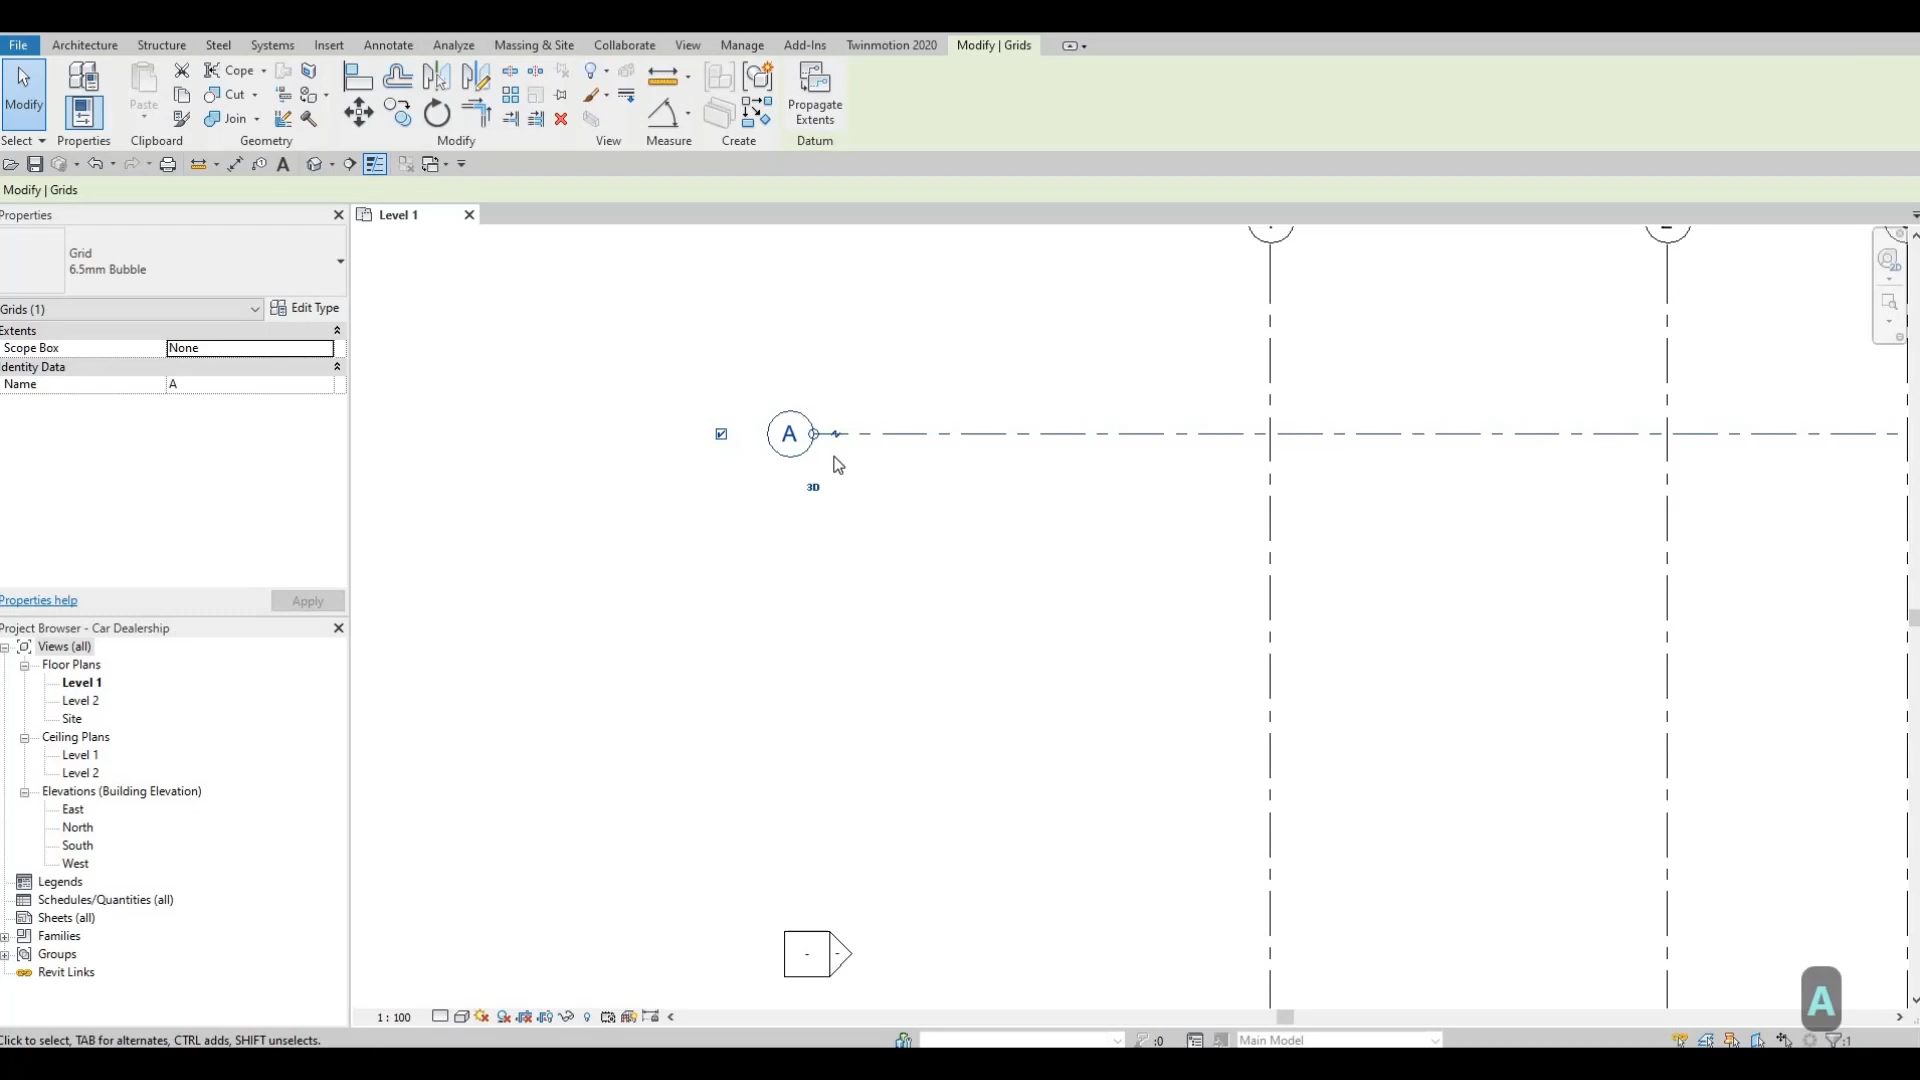 File Architecture Structure Steel Systems Insert Annotate Analyze Massing & Site Collaborate View Manage Add-Ins Twinmotion 2020 Modify | Grids
Modify
Paste
Cope
Cut
Join
Propagate
Extents
Select Properties Clipboard Geometry Modify View Measure Create Datum
A
Modify | Grids
Properties
Level 1
Grid
6.5mm Bubble
Grids (1)
Edit Type
Extents
Scope Box None
Identity Data
Name A
A
3D
2D
- -
Properties help
Apply
Project Browser - Car Dealership
Views (all)
Floor Plans
Level 1
Level 2
Site
Ceiling Plans
Level 1
Level 2
Elevations (Building Elevation)
East
North
South
West
Legends
Schedules/Quantities (all)
Sheets (all)
Families
Groups
Revit Links
1 : 100
A
Click to select, TAB for alternates, CTRL adds, SHIFT unselects.
:0
Main Model
:1